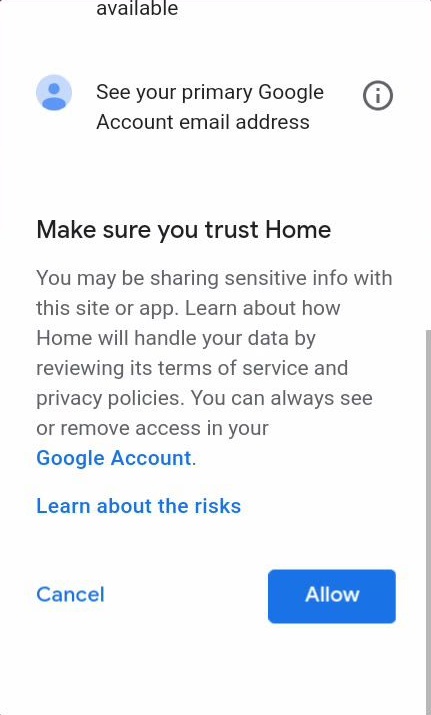 available
See your primary Google
Account email address
Make sure you trust Home
You may be sharing sensitive info with
this site or app. Learn about how
Home will handle your data by
reviewing its terms of service and
privacy policies. You can always see
or remove access in your
Google Account.
Learn about the risks
Cancel
Allow